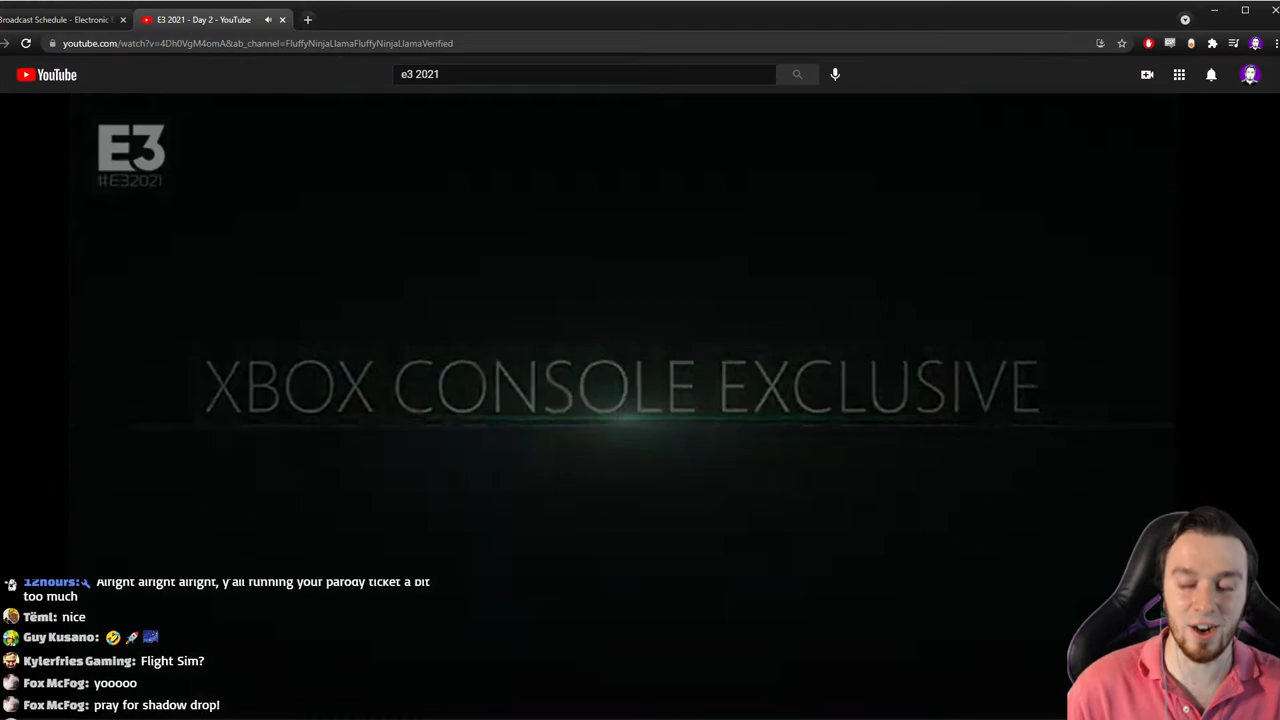 Broadcast Schedule - Electronic E
E3 2021 - Day 2 - YouTube
youtube.com/watch?v=4Dh0VgM4omA&ab_channel=FluffyNinjaLlamaFluffyNinjaLlamaVerified
YouTube
e3 2021
E3
#E32021
XBOX CONSOLE EXCLUSIVE
12hours: Alright alright alright, y'all running your parody ticket a bit
too much
Tëml: nice
Guy Kusano: 🤣 🚀 🌌
Kylerfries Gaming: Flight Sim?
Fox McFog: yooooo
Fox McFog: pray for shadow drop!